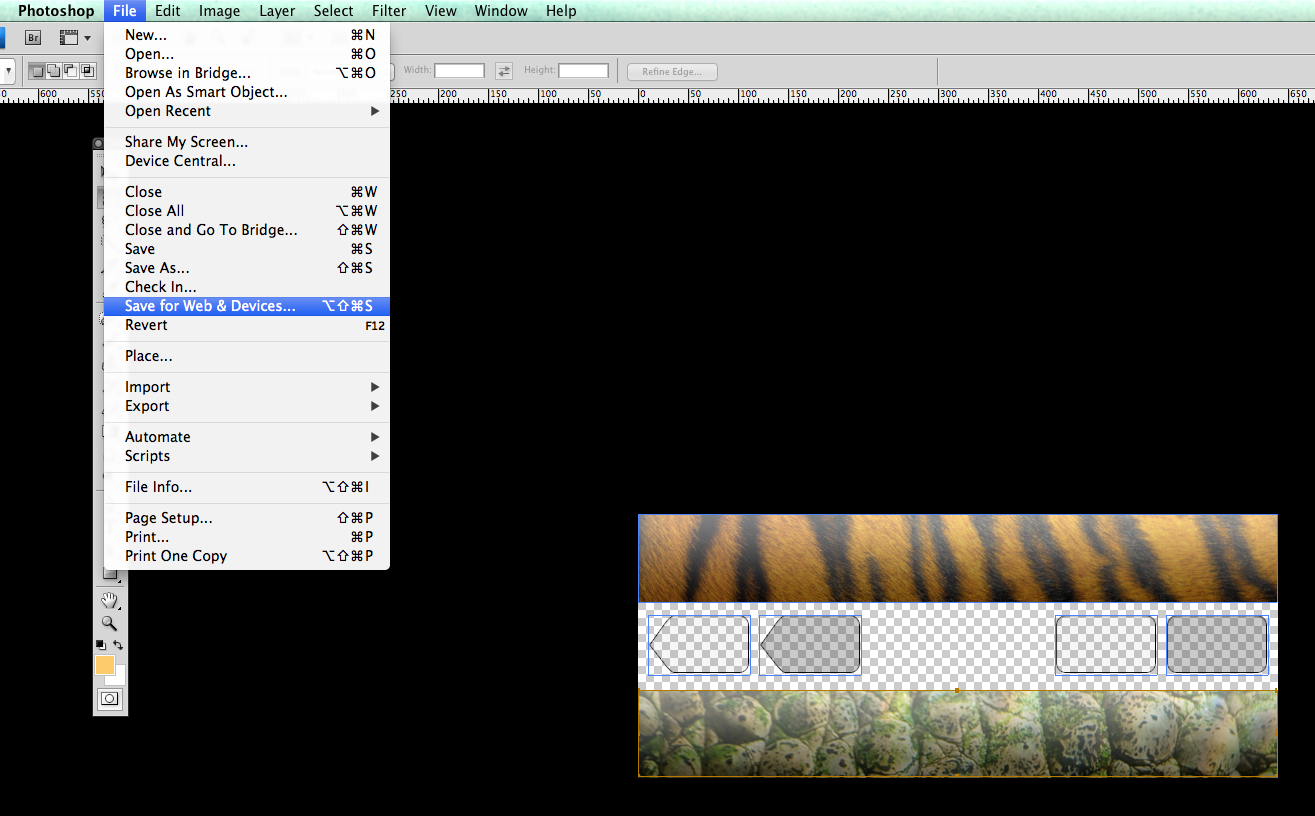 Photoshop File Edit Image Layer Select Filter View Window Help
Br
New... ⌘N
Open... ⌘O
Browse in Bridge... ⌥⌘O
Open As Smart Object...
Open Recent
Width: Height: Refine Edge...
600 550 250 200 150 100 50 0 50 100 150 200 250 300 350 400 450 500 550 600 650
Share My Screen...
Device Central...
Close ⌘W
Close All ⌥⌘W
Close and Go To Bridge... ⇧⌘W
Save ⌘S
Save As... ⇧⌘S
Check In...
Save for Web & Devices... ⌥⇧⌘S
Revert F12
Place...
Import
Export
Automate
Scripts
File Info... ⌥⇧⌘I
Page Setup... ⇧⌘P
Print... ⌘P
Print One Copy ⌥⇧⌘P